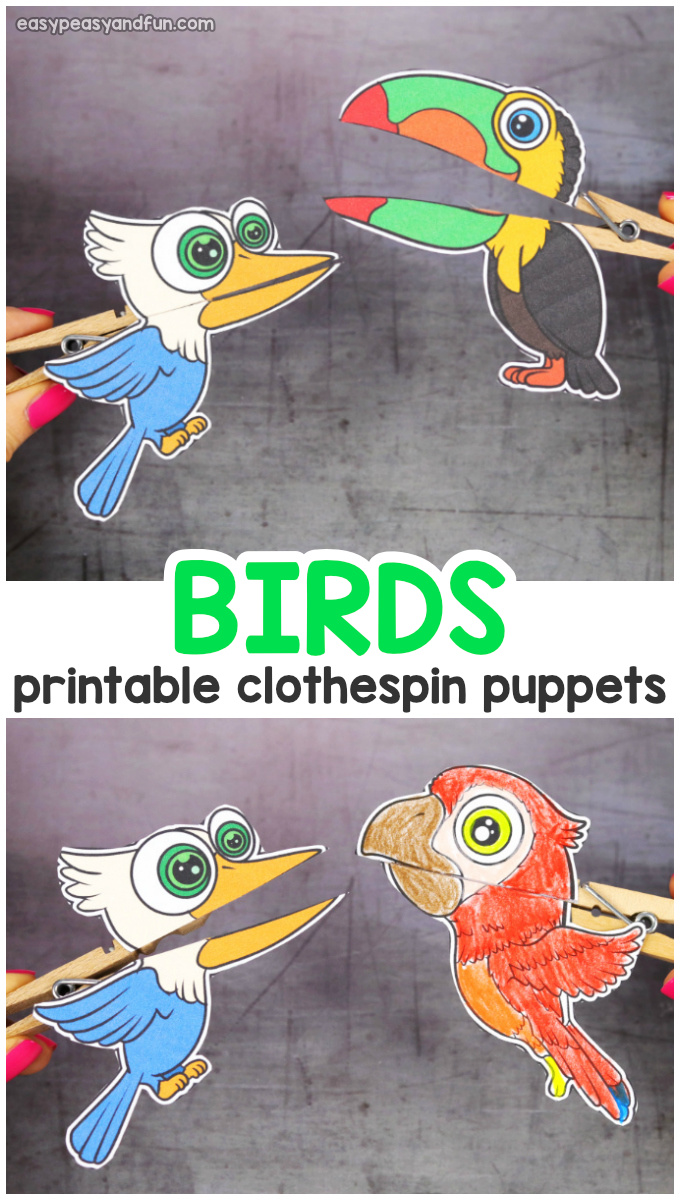 easypeasyandfun.com
BIRDS
printable clothespin puppets